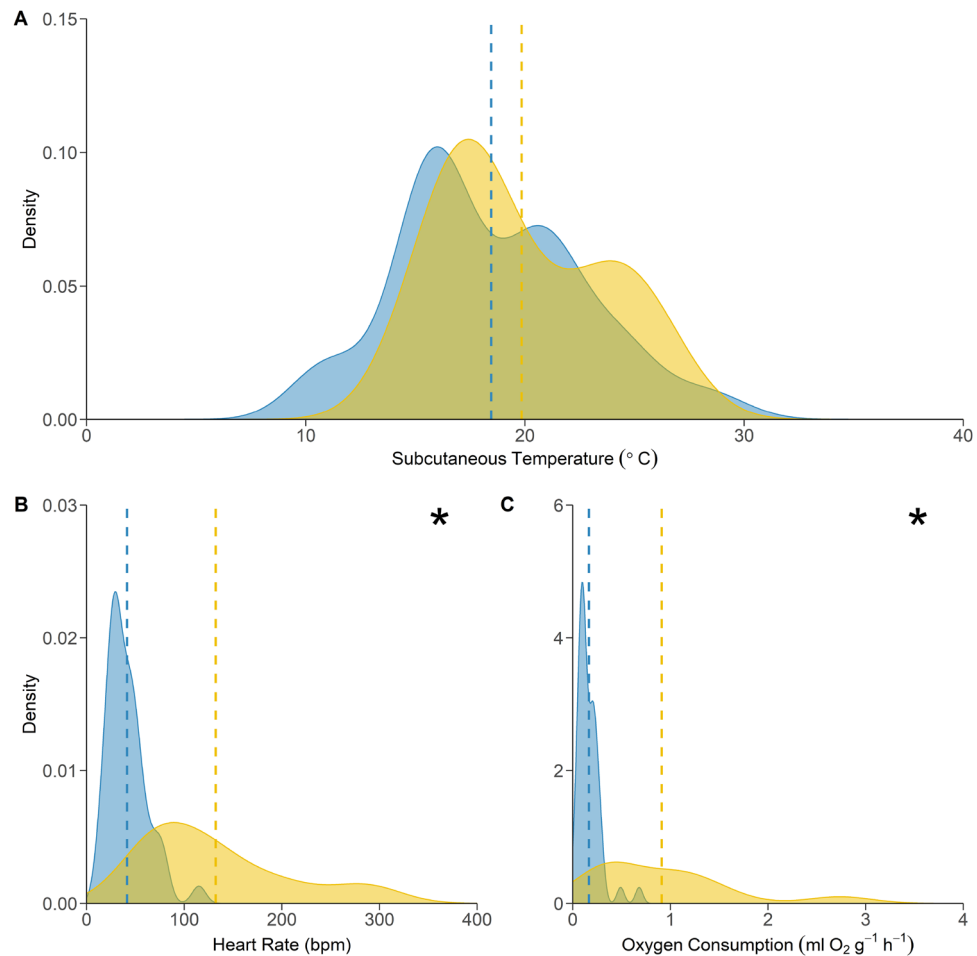 A
0.15
0.10
0.05
0.00
Density
0 10 20 30 40
Subcutaneous Temperature (° C)
B
*
0.03
0.02
0.01
0.00
Density
0 100 200 300 400
Heart Rate (bpm)
C
*
6
4
2
0
0 1 2 3 4
Oxygen Consumption (ml O₂ g⁻¹ h⁻¹)